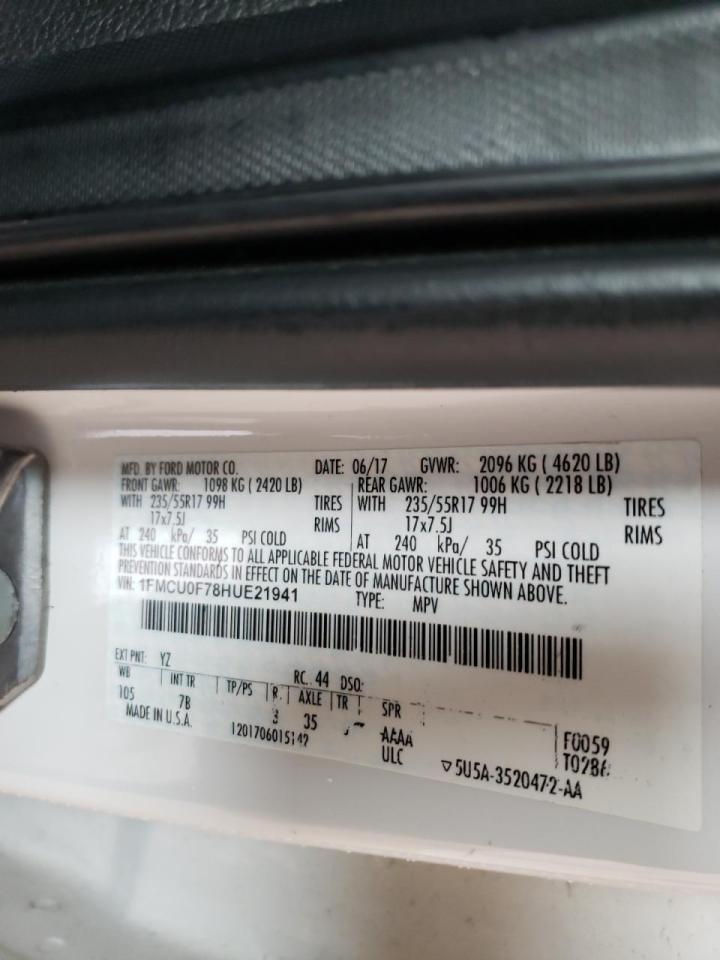 MFD. BY FORD MOTOR CO. DATE: 06/17 GVWR: 2096 KG ( 4620 LB)
FRONT GAWR: 1098 KG ( 2420 LB) REAR GAWR: 1006 KG ( 2218 LB)
WITH 235/55R17 99H TIRES WITH 235/55R17 99H TIRES
17x7.5J RIMS 17x7.5J RIMS
AT 240 kPa/ 35 PSI COLD AT 240 kPa/ 35 PSI COLD
THIS VEHICLE CONFORMS TO ALL APPLICABLE FEDERAL MOTOR VEHICLE SAFETY AND THEFT
PREVENTION STANDARDS IN EFFECT ON THE DATE OF MANUFACTURE SHOWN ABOVE.
VIN: 1FMCU0F78HUE21941 TYPE: MPV
EXT PNT: YZ RC: 44 DSO:
WB INT TR TP/PS R AXLE TR SPR
105 7B 3 35 AAAA F0059
MADE IN U.S.A. ULC
▽5U5A-3520472-AA